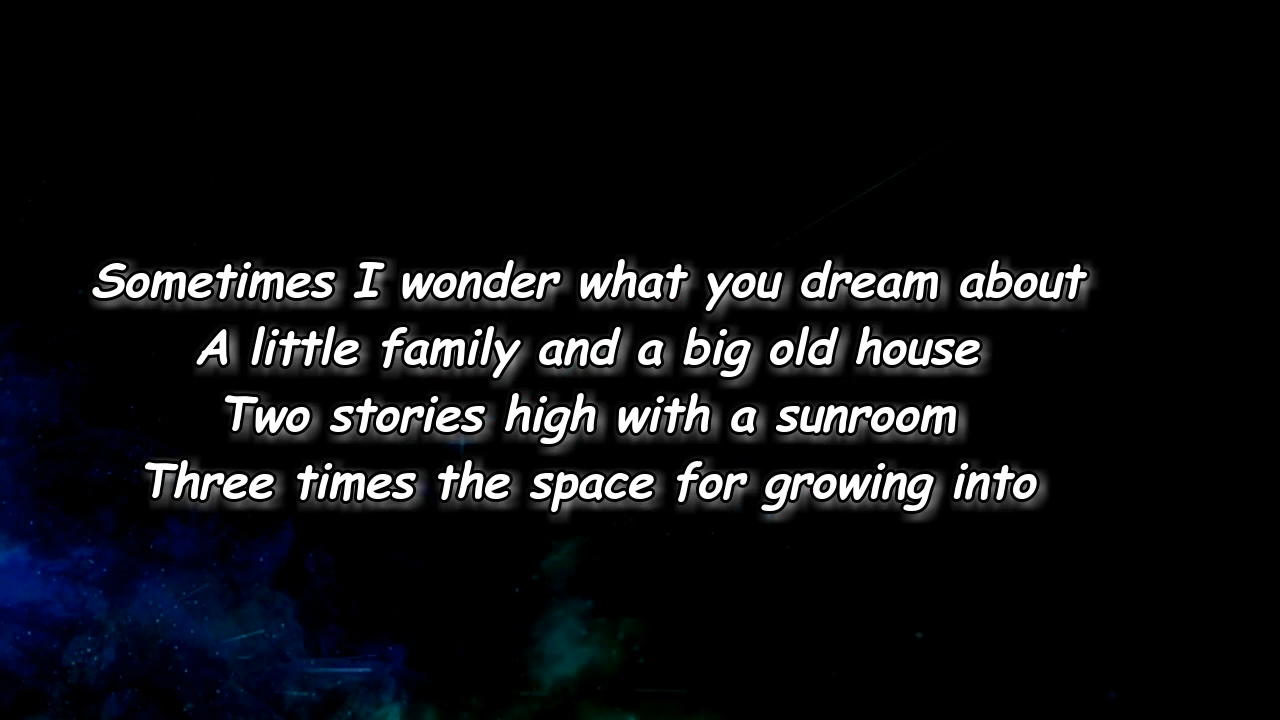 Sometimes I wonder what you dream about
A little family and a big old house
Two stories high with a sunroom
Three times the space for growing into